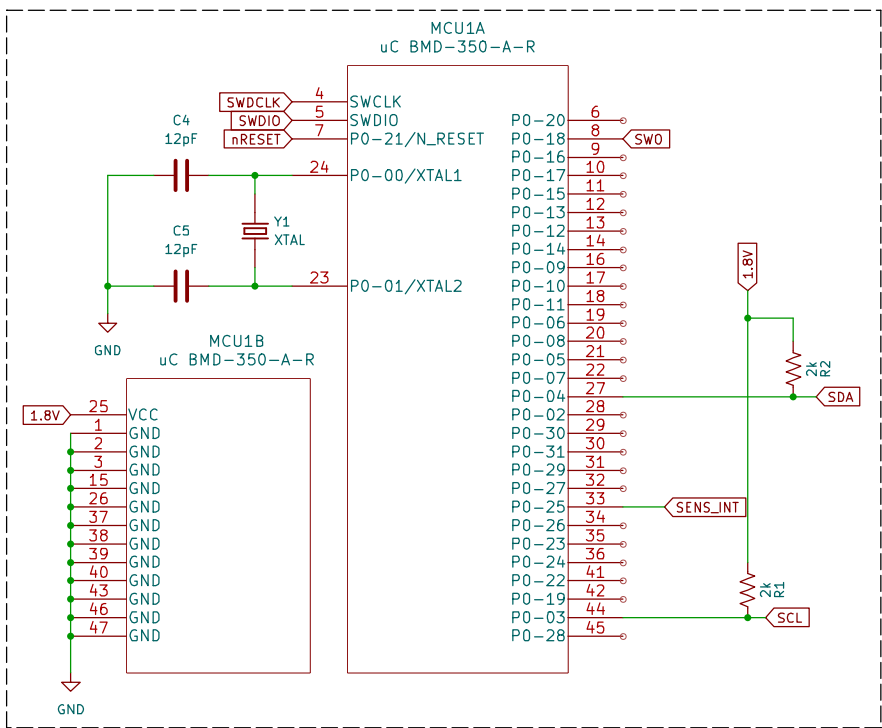 MCU1A
uC BMD-350-A-R
SWDCLK 4 SWCLK
SWDIO 5 SWDIO
nRESET 7 P0-21/N_RESET
C4
12pF
24 P0-00/XTAL1
Y1
XTAL
C5
12pF
23 P0-01/XTAL2
GND
P0-20 6
P0-18 8 SWO
P0-16 9
P0-17 10
P0-15 11
P0-13 12
P0-12 13
P0-14 14
P0-09 16
P0-10 17
P0-11 18
P0-06 19
P0-08 20
P0-05 21
P0-07 22
P0-04 27 SDA
P0-02 28
P0-30 29
P0-31 30
P0-29 31
P0-27 32
P0-25 33 SENS_INT
P0-26 34
P0-23 35
P0-24 36
P0-22 41
P0-19 42
P0-03 44 SCL
P0-28 45
1.8V
2k
R2
2k
R1
MCU1B
uC BMD-350-A-R
1.8V 25 VCC
1 GND
2 GND
3 GND
15 GND
26 GND
37 GND
38 GND
39 GND
40 GND
43 GND
46 GND
47 GND
GND